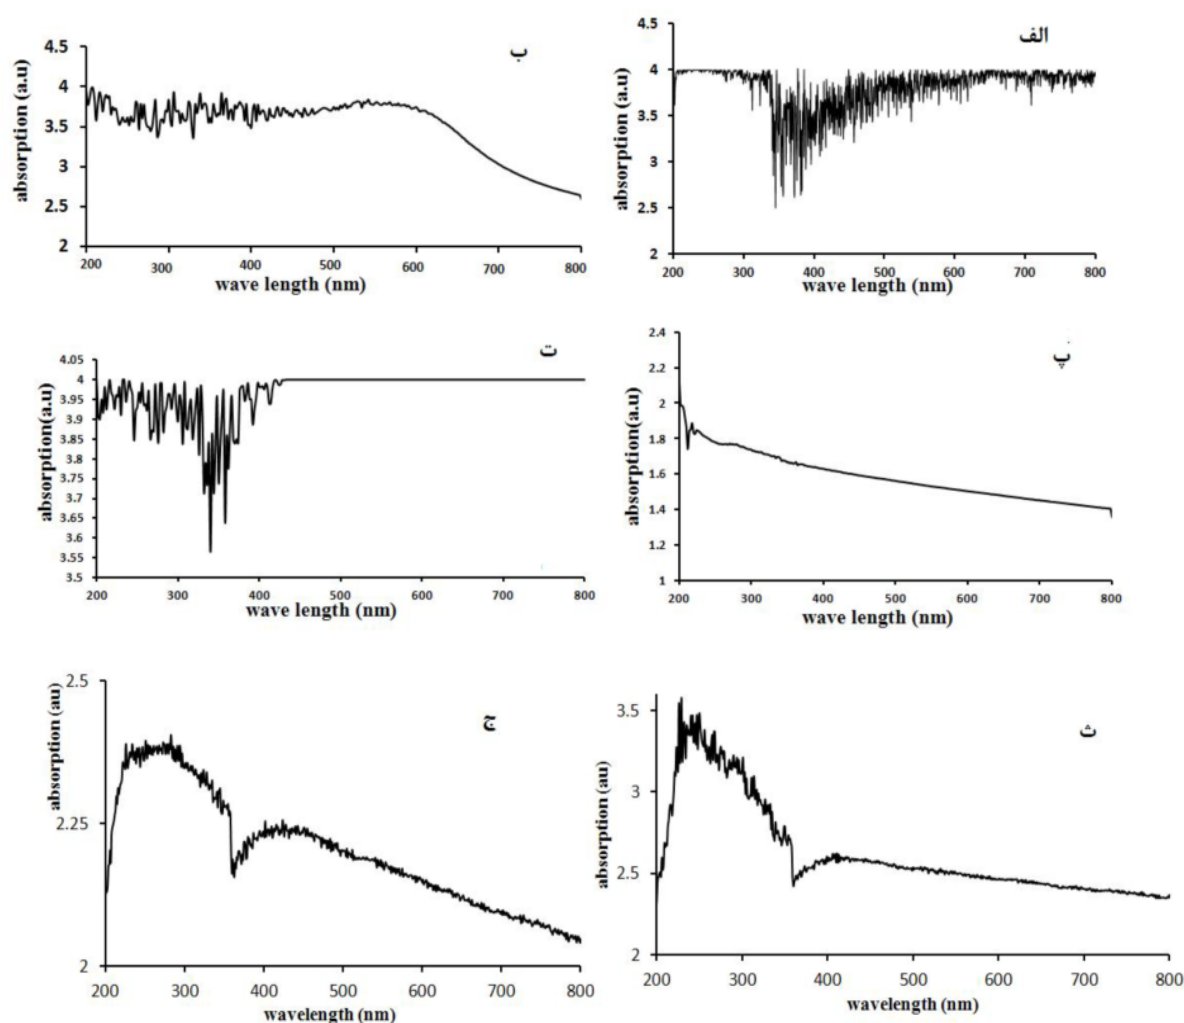 الف
4.5
4
3.5
3
2.5
2
absorption (a.u)
200 300 400 500 600 700 800
wave length (nm)
ب
4.5
4
3.5
3
2.5
2
absorption (a.u)
200 300 400 500 600 700 800
wave length (nm)
پ
2.4
2.2
2
1.8
1.6
1.4
1.2
1
absorption(a.u)
200 300 400 500 600 700 800
wave length (nm)
ت
4.05
4
3.95
3.9
3.85
3.8
3.75
3.7
3.65
3.6
3.55
3.5
absorption(a.u)
200 300 400 500 600 700 800
wave length (nm)
ث
3.5
3
2.5
2
absorption (au)
200 300 400 500 600 700 800
wavelength (nm)
ج
2.5
2.25
2
absorption (au)
200 300 400 500 600 700 800
wavelength (nm)